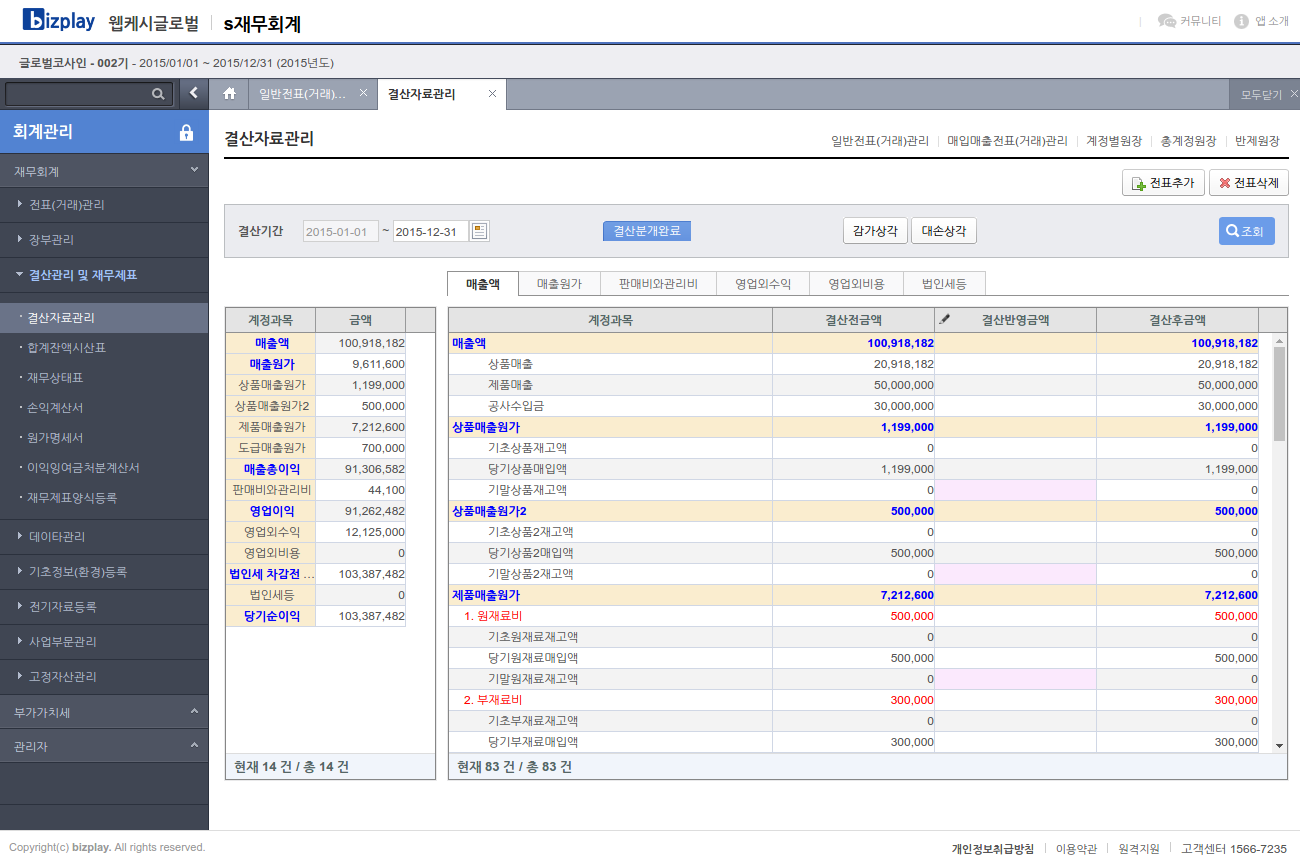 bizplay 웹케시글로벌 s재무회계 커뮤니티 앱 소개
글로벌코사인 - 002기 - 2015/01/01 ~ 2015/12/31 (2015년도)
일반전표(거래)… 결산자료관리 모두닫기
회계관리
재무회계
전표(거래)관리
장부관리
결산관리 및 재무제표
· 결산자료관리
· 합계잔액시산표
· 재무상태표
· 손익계산서
· 원가명세서
· 이익잉여금처분계산서
· 재무제표양식등록
데이타관리
기초정보(환경)등록
전기자료등록
사업부문관리
고정자산관리
부가가치세
관리자
결산자료관리 일반전표(거래)관리 매입매출전표(거래)관리 계정별원장 총계정원장 반제원장
전표추가 전표삭제
결산기간 2015-01-01 ~ 2015-12-31 결산분개완료 감가상각 대손상각 조회
매출액 매출원가 판매비와관리비 영업외수익 영업외비용 법인세등
계정과목 금액
매출액 100,918,182
매출원가 9,611,600
상품매출원가 1,199,000
상품매출원가2 500,000
제품매출원가 7,212,600
도급매출원가 700,000
매출총이익 91,306,582
판매비와관리비 44,100
영업이익 91,262,482
영업외수익 12,125,000
영업외비용 0
법인세 차감전 … 103,387,482
법인세등 0
당기순이익 103,387,482
현재 14 건 / 총 14 건
계정과목 결산전금액 결산반영금액 결산후금액
매출액 100,918,182 100,918,182
상품매출 20,918,182 20,918,182
제품매출 50,000,000 50,000,000
공사수입금 30,000,000 30,000,000
상품매출원가 1,199,000 1,199,000
기초상품재고액 0 0
당기상품매입액 1,199,000 1,199,000
기말상품재고액 0 0
상품매출원가2 500,000 500,000
기초상품2재고액 0 0
당기상품2매입액 500,000 500,000
기말상품2재고액 0 0
제품매출원가 7,212,600 7,212,600
1. 원재료비 500,000 500,000
기초원재료재고액 0 0
당기원재료매입액 500,000 500,000
기말원재료재고액 0 0
2. 부재료비 300,000 300,000
기초부재료재고액 0 0
당기부재료매입액 300,000 300,000
현재 83 건 / 총 83 건
Copyright(c) bizplay. All rights reserved. 개인정보취급방침 이용약관 원격지원 고객센터 1566-7235